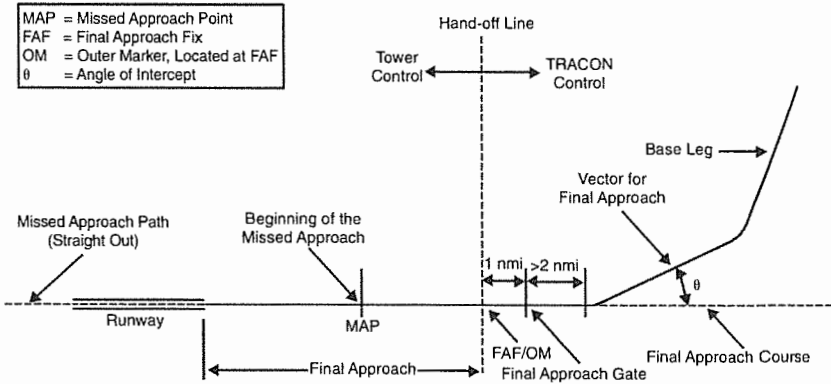 MAP = Missed Approach Point
FAF = Final Approach Fix
OM = Outer Marker, Located at FAF
θ = Angle of Intercept
Hand-off Line
Tower
Control
TRACON
Control
Base Leg
Vector for
Final Approach
Missed Approach Path
(Straight Out)
Beginning of the
Missed Approach
1 nmi
>2 nmi
θ
Runway
MAP
FAF/OM
Final Approach Gate
Final Approach Course
Final Approach